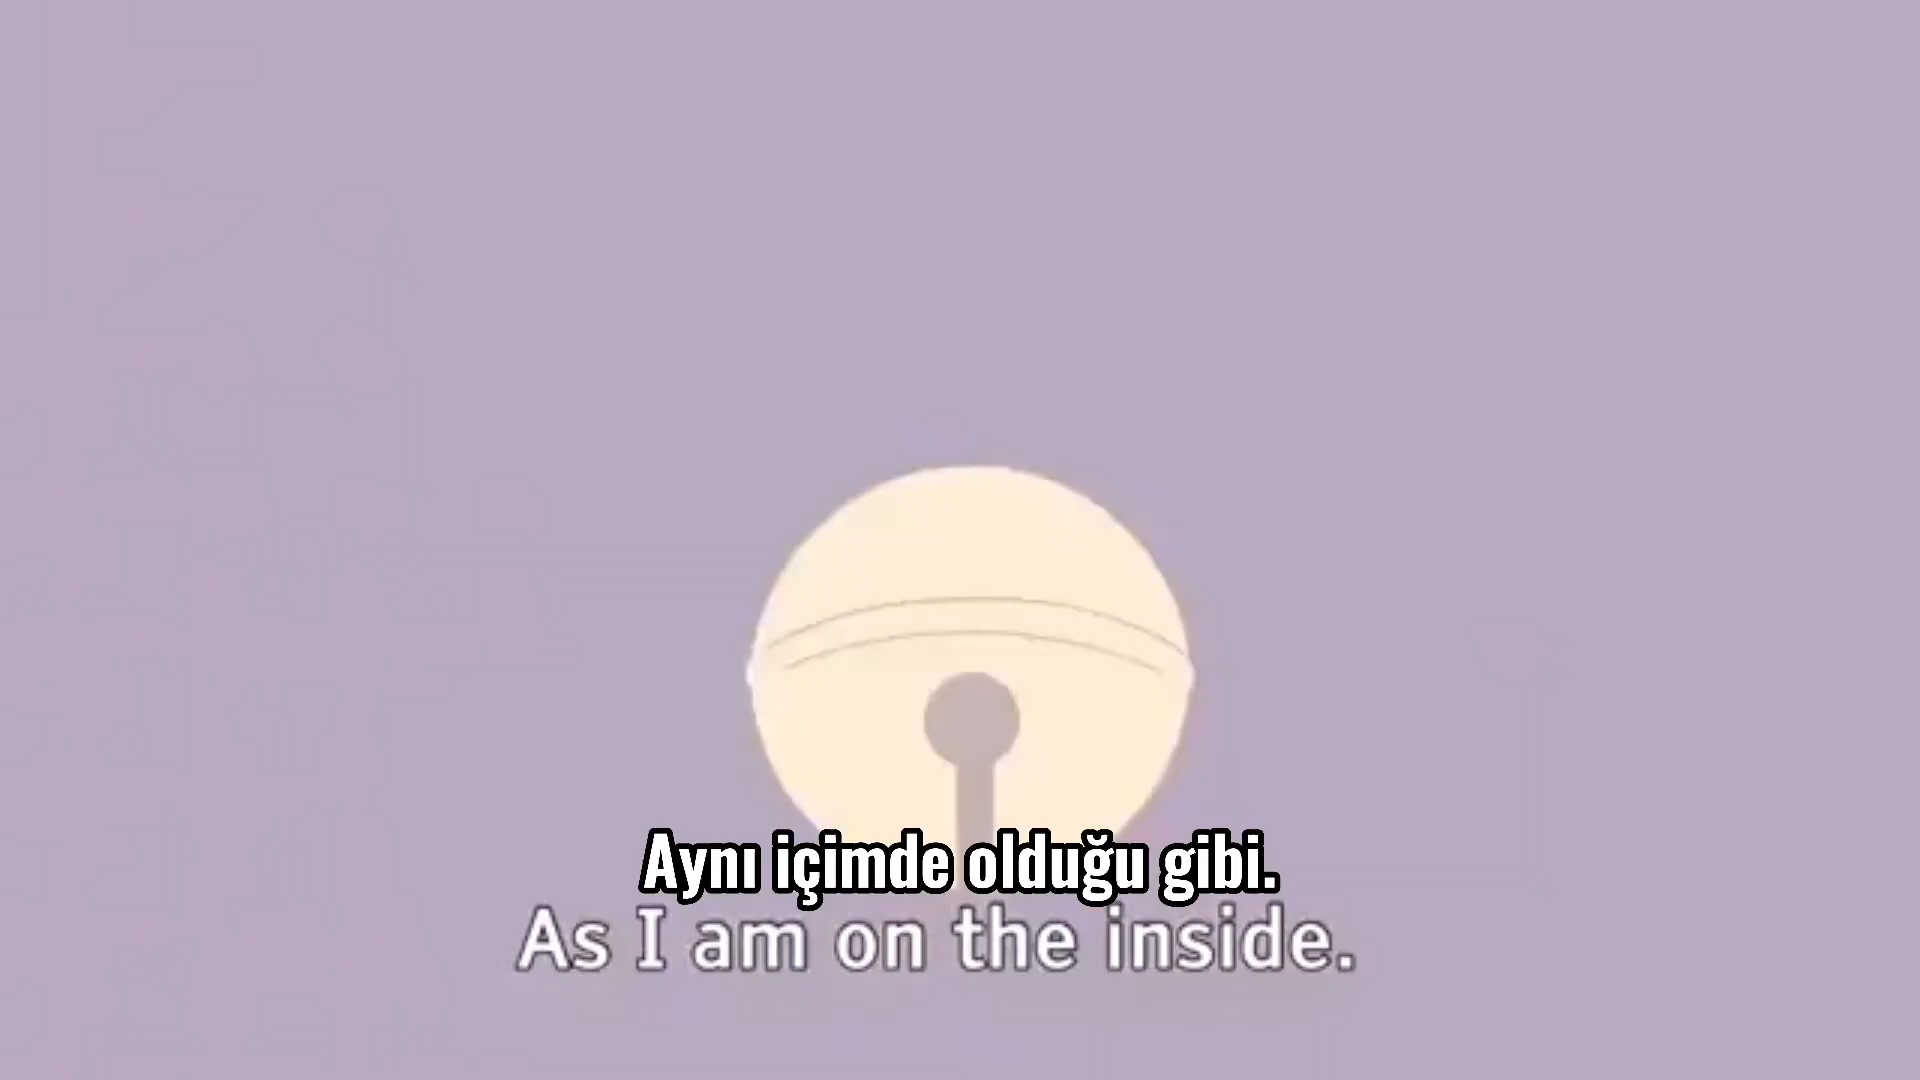 Aynı içimde olduğu gibi.
As I am on the inside.